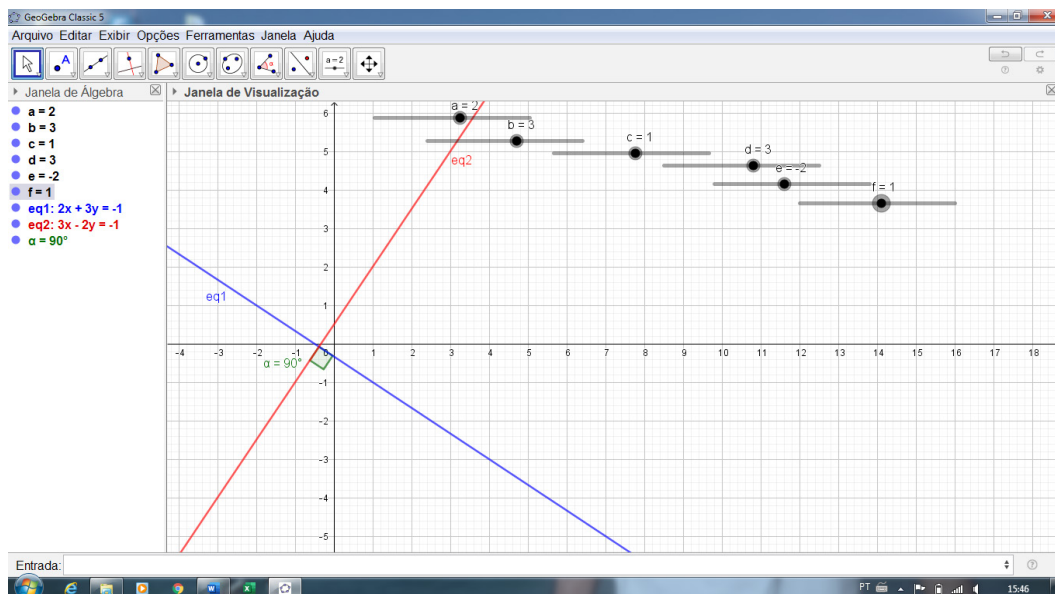 GeoGebra Classic 5
Arquivo Editar Exibir Opções Ferramentas Janela Ajuda
A
a=2
Janela de Álgebra
Janela de Visualização
a = 2
b = 3
c = 1
d = 3
e = -2
f = 1
eq1: 2x + 3y = -1
eq2: 3x - 2y = -1
α = 90°
a = 2
b = 3
c = 1
d = 3
e = -2
f = 1
eq2
eq1
α = 90°
6
5
4
3
2
1
-4 -3 -2 -1 0 1 2 3 4 5 6 7 8 9 10 11 12 13 14 15 16 17 18
-1
-2
-3
-4
-5
Entrada:
PT
15:46